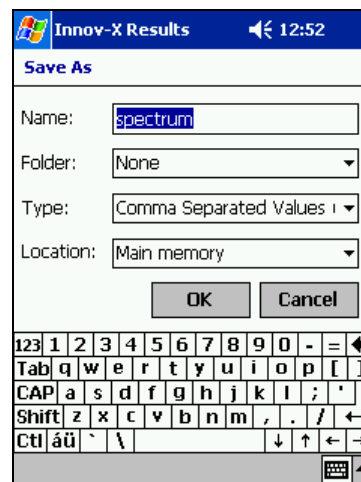 Innov-X Results 12:52
Save As
Name: spectrum
Folder: None
Type: Comma Separated Values
Location: Main memory
OK Cancel
123 1 2 3 4 5 6 7 8 9 0 - =
Tab q w e r t y u i o p [ ]
CAP a s d f g h j k l ; '
Shift z x c v b n m , . /
Ctl áü ` \ ↓ ↑ ← →